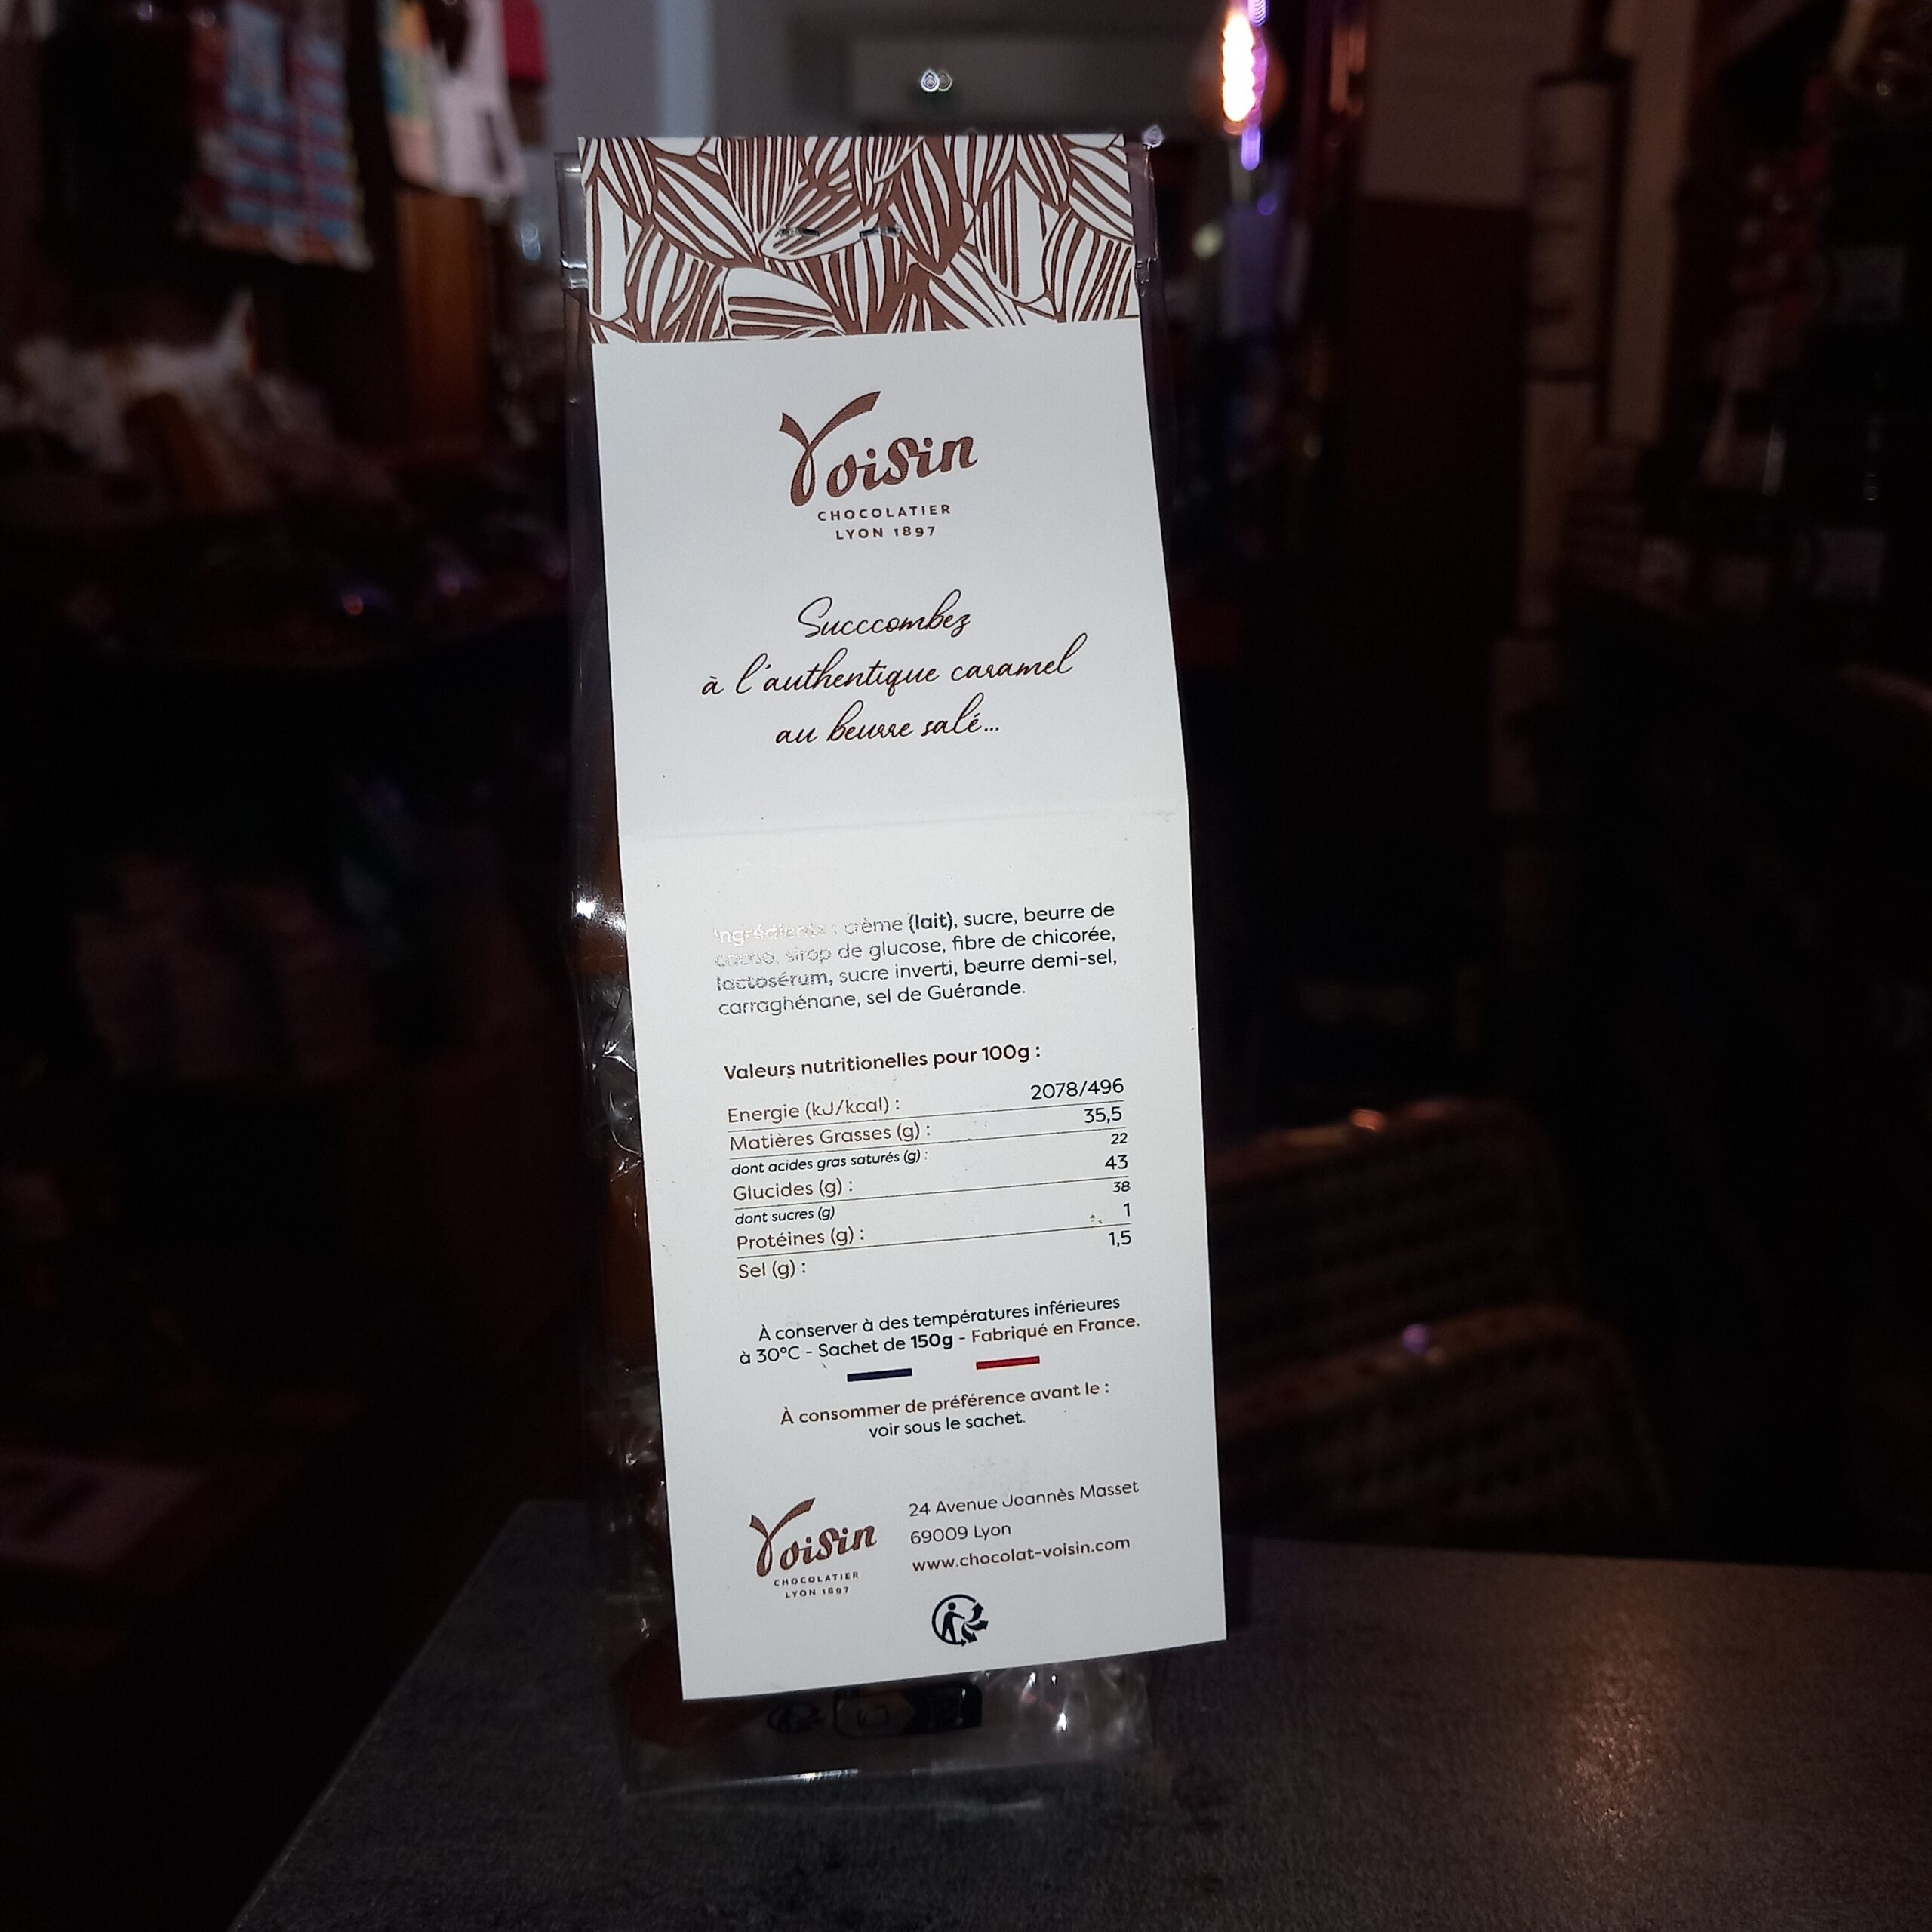 Voisin
CHOCOLATIER
LYON 1897
Succcombez
à l'authentique caramel
au beurre salé...
Ingrédients : crème (lait), sucre, beurre de
cacao, sirop de glucose, fibre de chicorée,
lactosérum, sucre inverti, beurre demi-sel,
carraghénane, sel de Guérande.
Valeurs nutritionelles pour 100g :
Energie (kJ/kcal) : 2078/496
Matières Grasses (g) : 35,5
dont acides gras saturés (g) : 22
Glucides (g) : 43
dont sucres (g) 38
Protéines (g) : 1
Sel (g) : 1,5
À conserver à des températures inférieures
à 30°C - Sachet de 150g - Fabriqué en France.
À consommer de préférence avant le :
voir sous le sachet.
Voisin
CHOCOLATIER
LYON 1897
24 Avenue Joannès Masset
69009 Lyon
www.chocolat-voisin.com